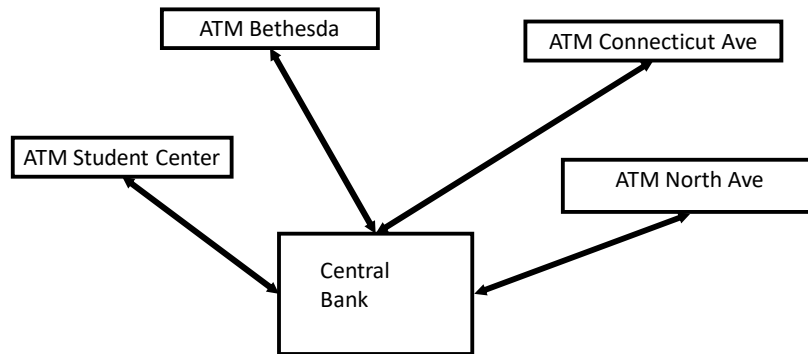 ATM Bethesda
ATM Connecticut Ave
ATM Student Center
ATM North Ave
Central
Bank